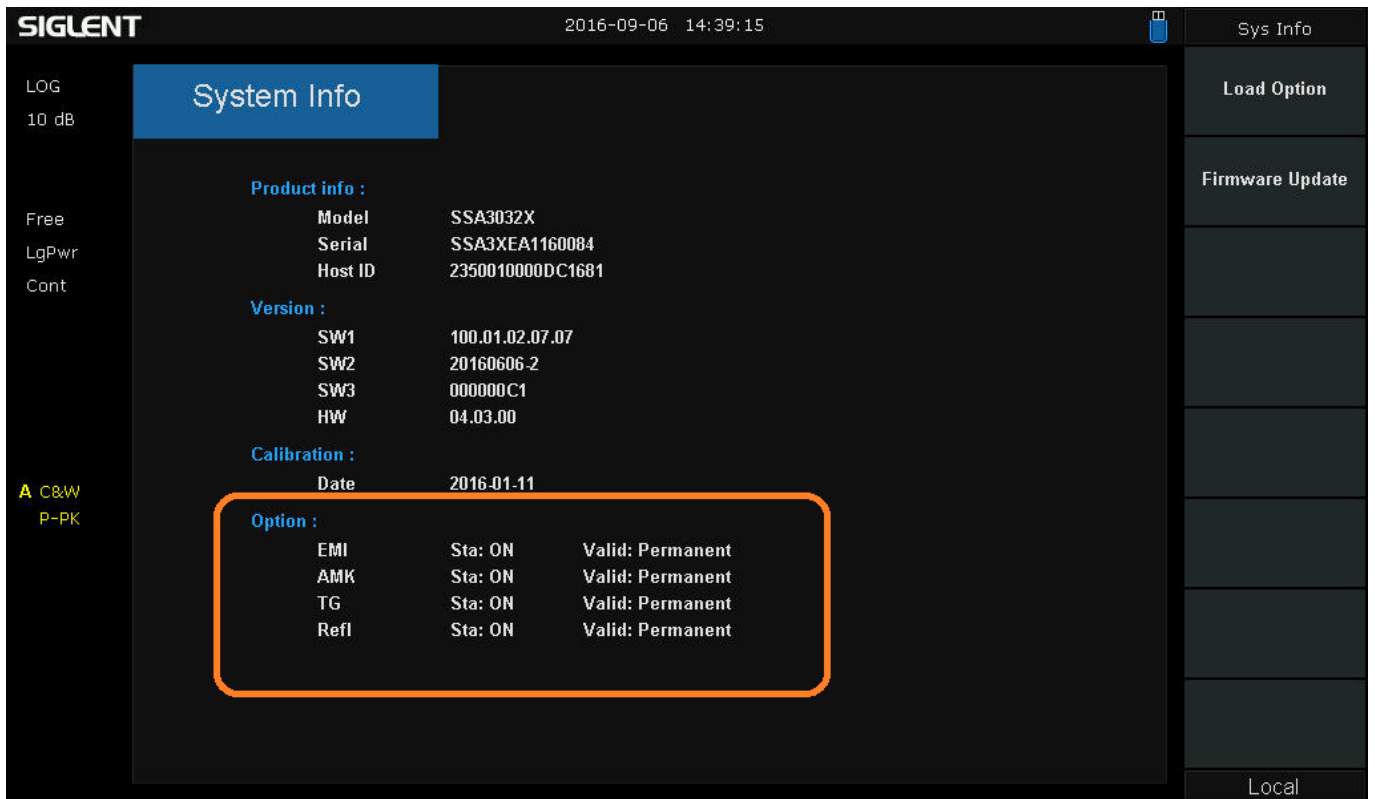 SIGLENT 2016-09-06 14:39:15 Sys Info
LOG
10 dB
Free
LgPwr
Cont
A C&W
P-PK
System Info
Product info :
Model SSA3032X
Serial SSA3XEA1160084
Host ID 2350010000DC1681
Version :
SW1 100.01.02.07.07
SW2 20160606-2
SW3 000000C1
HW 04.03.00
Calibration :
Date 2016-01-11
Option :
EMI Sta: ON Valid: Permanent
AMK Sta: ON Valid: Permanent
TG Sta: ON Valid: Permanent
Refl Sta: ON Valid: Permanent
Load Option
Firmware Update
Local